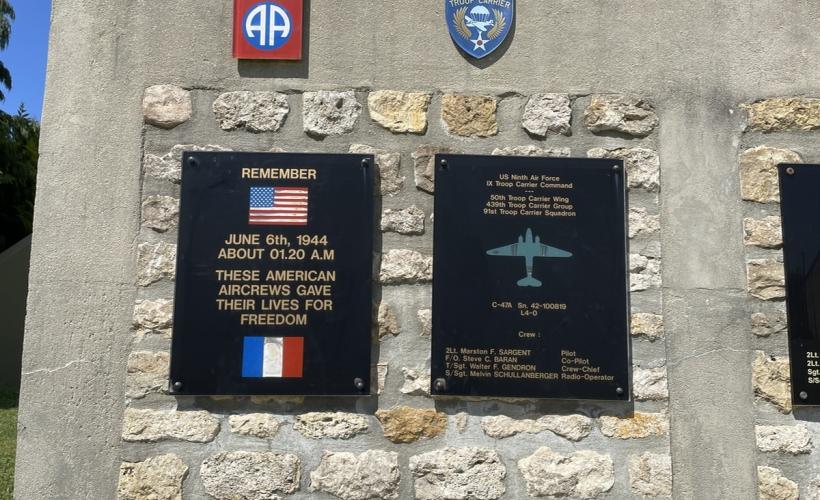 AA
TROOP CARRIER
REMEMBER
JUNE 6th, 1944
ABOUT 01.20 A.M
THESE AMERICAN
AIRCREWS GAVE
THEIR LIVES FOR
FREEDOM
US Ninth Air Force
IX Troop Carrier Command
---
50th Troop Carrier Wing
439th Troop Carrier Group
91st Troop Carrier Squadron
C-47A Sn. 42-100819
L4-O
Crew :
2Lt. Marston F. SARGENT Pilot
F/O. Steve C. BARAN Co-Pilot
T/Sgt. Walter F. GENDRON Crew-Chief
S/Sgt. Melvin SCHULLANBERGER Radio-Operator
2Lt.
2Lt.
Sgt.
S/S